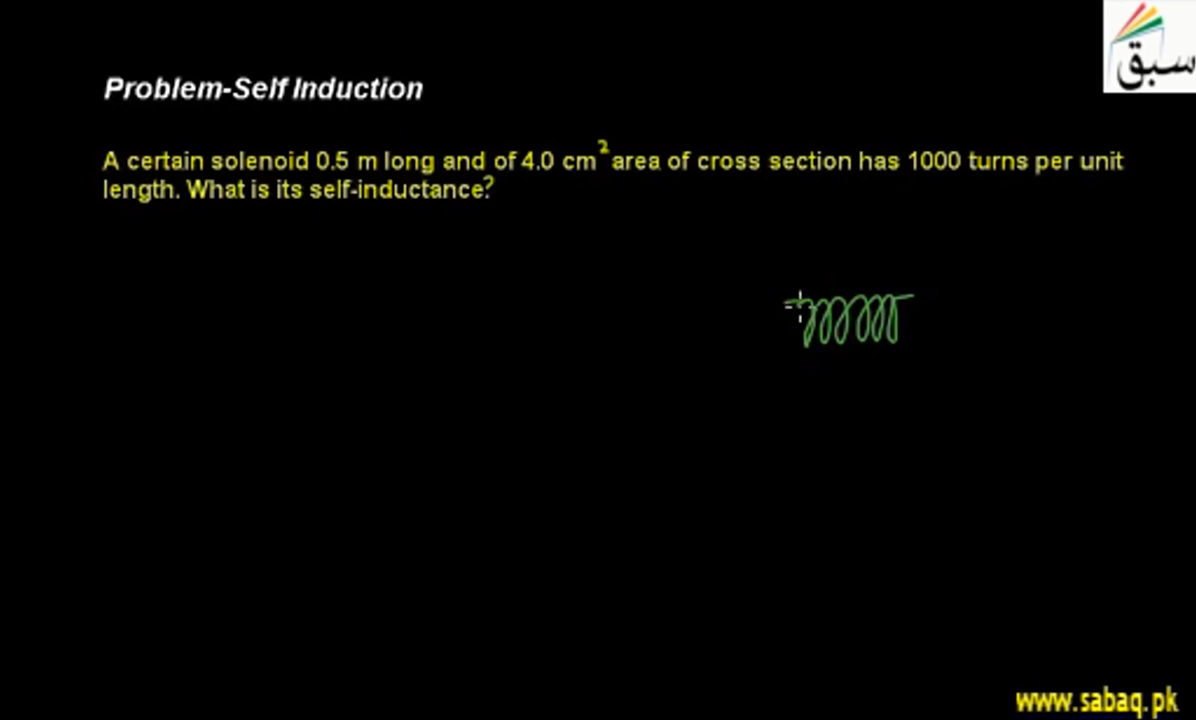 سبق
Problem-Self Induction
A certain solenoid 0.5 m long and of 4.0 cm² area of cross section has 1000 turns per unit
length. What is its self-inductance?
www.sabaq.pk